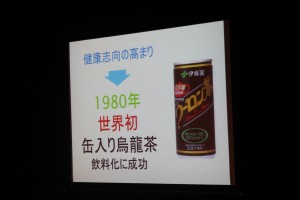 健康志向の高まり
1980年
世界初
缶入り烏龍茶
飲料化に成功
伊藤園
ウーロン茶